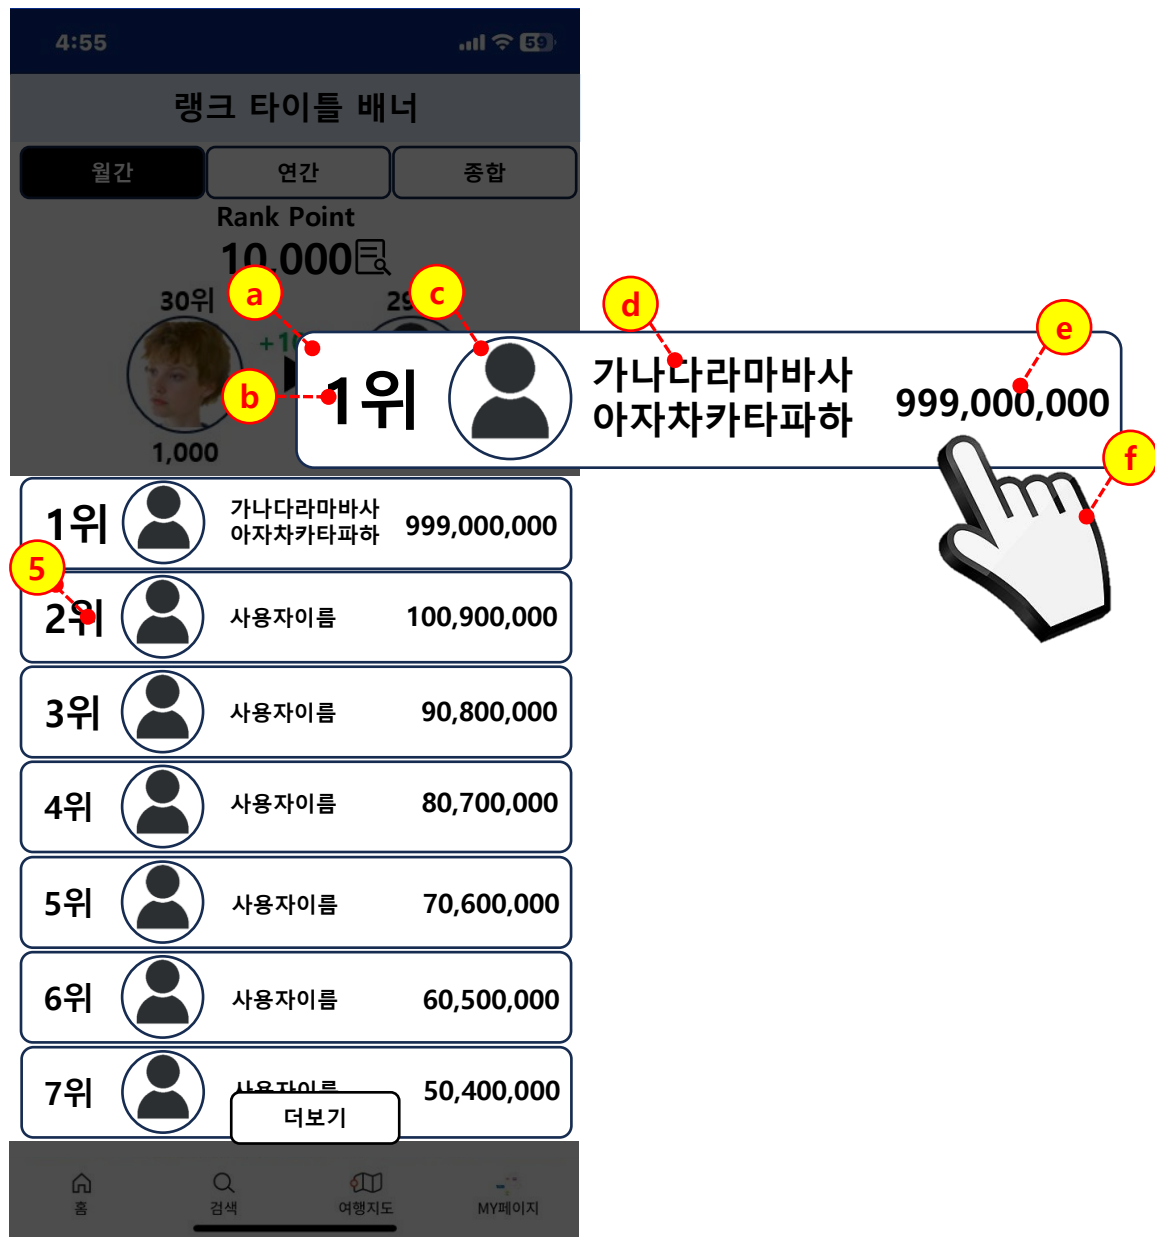 4:55
59
랭크 타이틀 배너
월간
연간
종합
Rank Point
10,000
30위
a
c
d
e
+1
b
1위
가나다라마바사
아자차카타파하
999,000,000
f
1,000
1위
가나다라마바사
아자차카타파하
999,000,000
5
2위
사용자이름
100,900,000
3위
사용자이름
90,800,000
4위
사용자이름
80,700,000
5위
사용자이름
70,600,000
6위
사용자이름
60,500,000
7위
사용자이름
50,400,000
더보기
홈
검색
여행지도
MY페이지